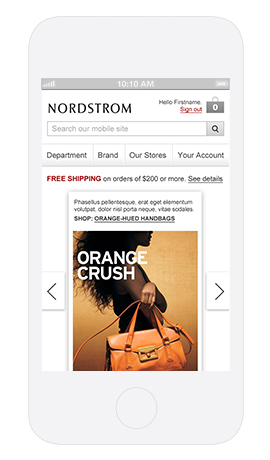 10:10 AM
NORDSTROM
Hello Firstname.
Sign out
0
Search our mobile site
Department Brand Our Stores Your Account
FREE SHIPPING on orders of $200 or more. See details
Phasellus pellentesque, erat eget elementum
volutpat, dolor nisl porta neque, vitae sodales.
SHOP: ORANGE-HUED HANDBAGS
ORANGE
CRUSH